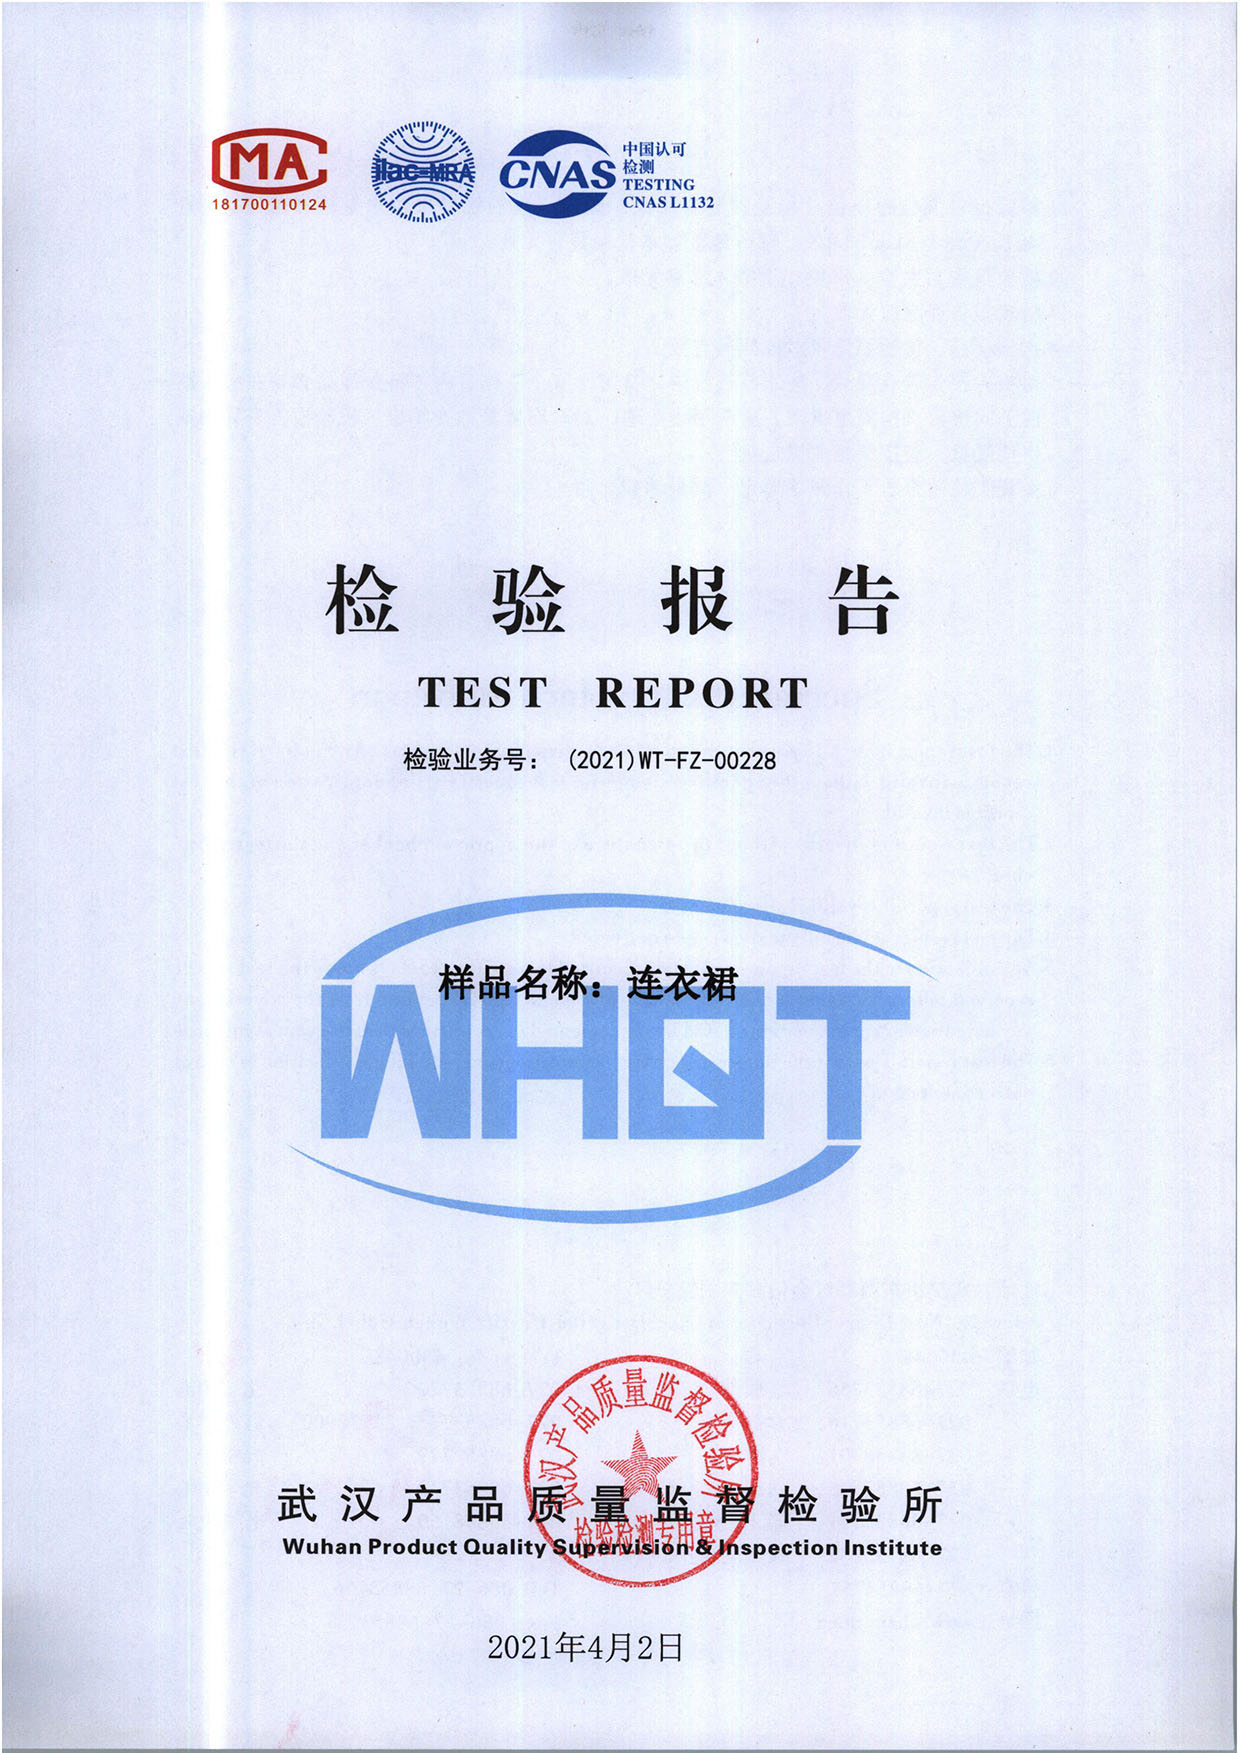 MA
181700110124
ilac-MRA
CNAS
中国认可
检测
TESTING
CNAS L1132
检验报告
TEST REPORT
检验业务号： (2021)WT-FZ-00228
样品名称：连衣裙
WHQT
武汉产品质量监督检验所
检验检测专用章
武汉产品质量监督检验所
Wuhan Product Quality Supervision & Inspection Institute
2021年4月2日